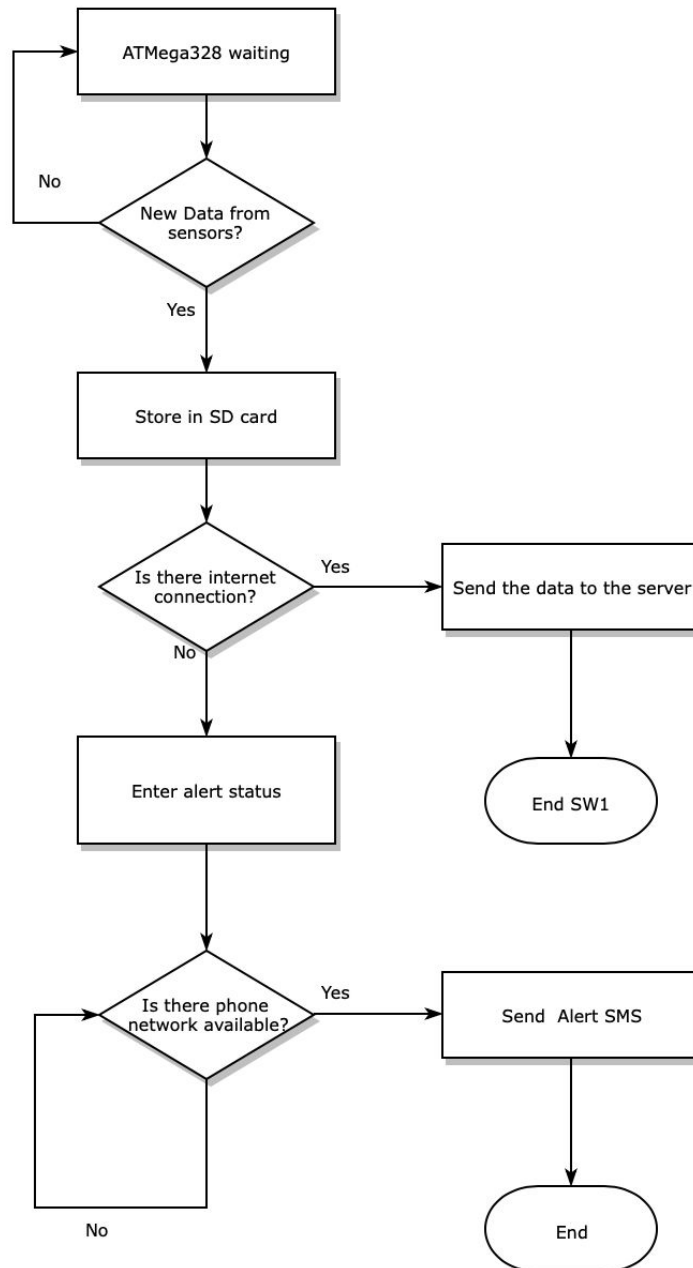 ATMega328 waiting
No
New Data from
sensors?
Yes
Store in SD card
Is there internet
connection?
Yes
Send the data to the server
No
Enter alert status
End SW1
Is there phone
network available?
Yes
Send Alert SMS
No
End